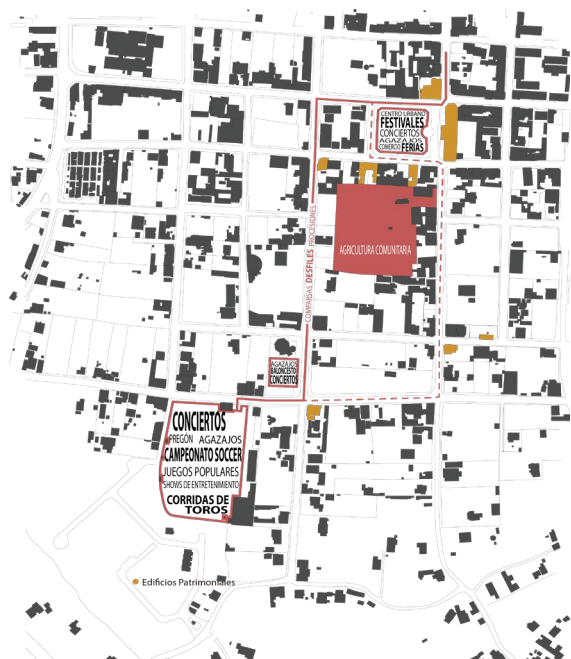 CENTRO URBANO
FESTIVALES
CONCIERTOS
AGAZAJOS
COMERCIO FERIAS
AGRICULTURA COMUNITARIA
COMPARSAS DESFILES PROCESIONES
AGAZAJOS
BALONCESTO
CONCIERTOS
CONCIERTOS
PREGÓN AGAZAJOS
CAMPEONATO SOCCER
JUEGOS POPULARES
SHOWS DE ENTRETENIMIENTO
CORRIDAS DE
TOROS
Edificios Patrimoniales